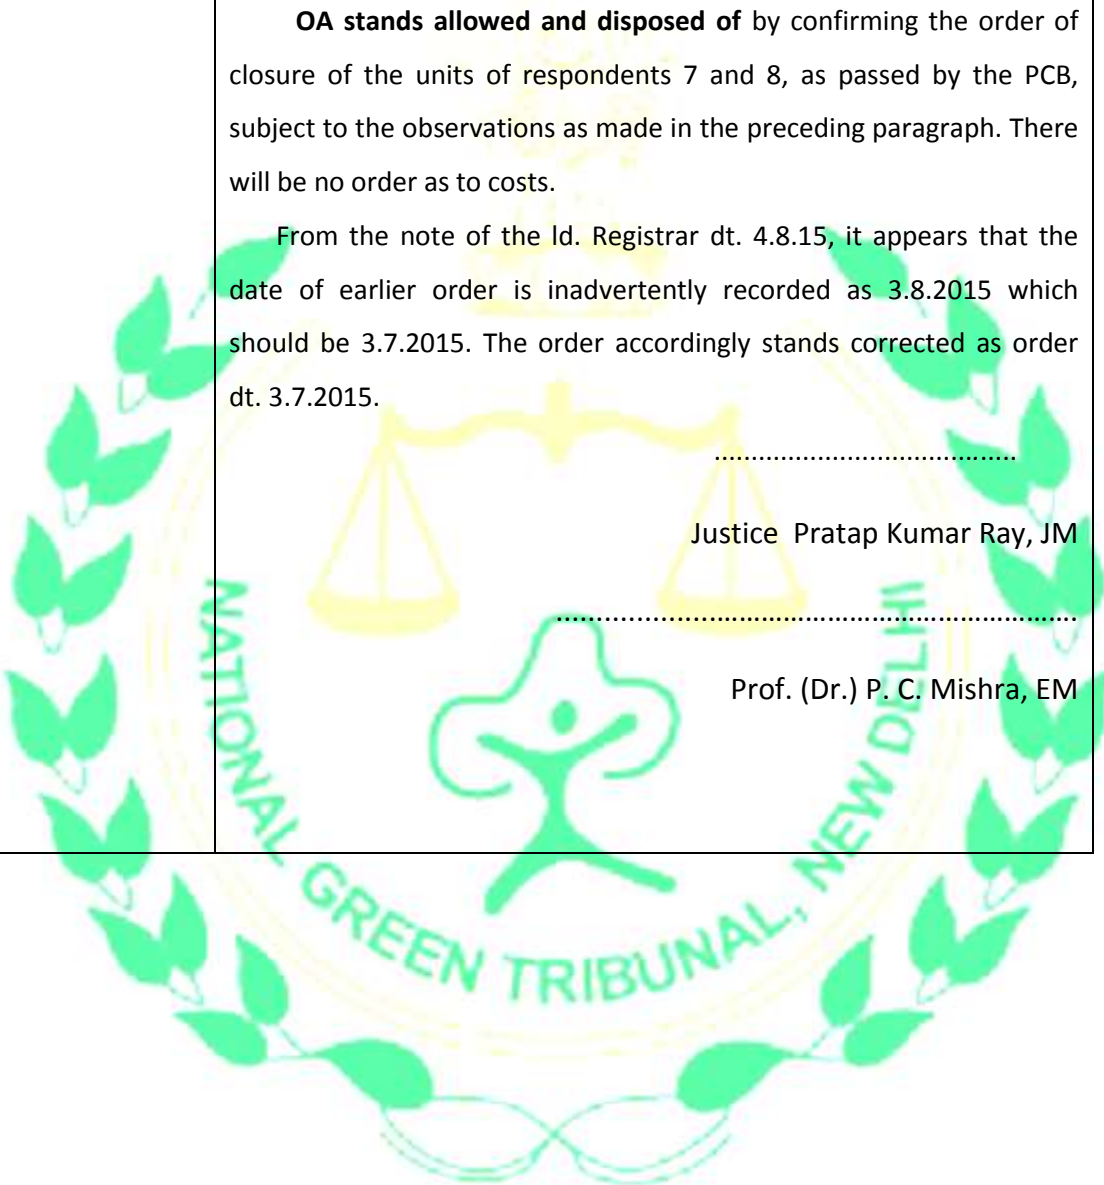 OA stands allowed and disposed of by confirming the order of
closure of the units of respondents 7 and 8, as passed by the PCB,
subject to the observations as made in the preceding paragraph. There
will be no order as to costs.
From the note of the ld. Registrar dt. 4.8.15, it appears that the
date of earlier order is inadvertently recorded as 3.8.2015 which
should be 3.7.2015. The order accordingly stands corrected as order
dt. 3.7.2015.
.........................................
Justice Pratap Kumar Ray, JM
.................................................................
Prof. (Dr.) P. C. Mishra, EM
NATIONAL GREEN TRIBUNAL, NEW DELHI